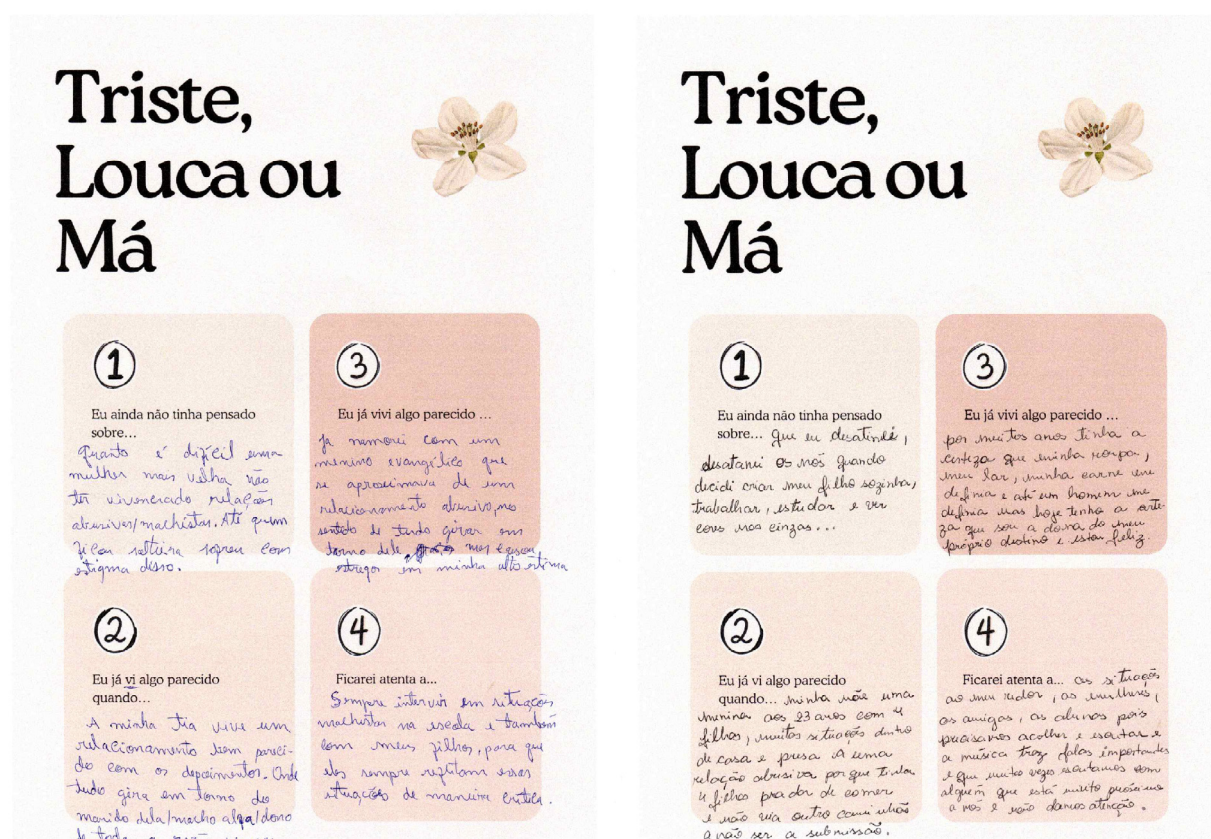 Triste,
Louca ou
Má
1
Eu ainda não tinha pensado
sobre...
Quanto é difícil uma
mulher mais velha não
ter vivenciado relações
abusivas/machistas. Até quem
ficou solteira sofreu com
estigma disso.
2
Eu já vi algo parecido
quando...
A minha tia vive um
relacionamento bem pareci-
do com os depoimentos. Onde
tudo gira em torno do
marido dela/macho alpa/dono
3
Eu já vivi algo parecido ...
Ja namorei com um
menino evangélico que
se aproximava de um
relacionamento abusivo, no
sentido de tudo girar em
torno dele, mas causou
estragos em minha alto estima
4
Ficarei atenta a...
Sempre intervir em situações
machistas na escola e também
com meus filhos, para que
eles sempre reflitam essas
situações de maneira crítica.
Triste,
Louca ou
Má
1
Eu ainda não tinha pensado
sobre... que eu desatinei,
desatani os nós quando
decidi criar meu filho sozinha,
trabalhar, estudar e ver
cores nas cinzas...
2
Eu já vi algo parecido
quando... minha mãe uma
menina aos 23 anos com 4
filhos, muitas situações dentro
de casa e presa a uma
relação abusiva porque tinha
4 filhos pra dar de comer
e não via outro caminho
a não ser a submissão.
3
Eu já vivi algo parecido ...
por muitos anos tinha a
certeza que minha roupa,
meu lar, minha carne me
definia e até um homem me
definia mas hoje tenho a certe-
za que sou a dona do meu
próprio destino e estou feliz.
4
Ficarei atenta a... as situações
ao meu redor, as mulheres,
as amigas, as alunas pois
precisamos acolher e escutar e
a música traz falas importantes
e que muitas vezes escutamos com
alguém que está muito próximo
a nós e não damos atenção.